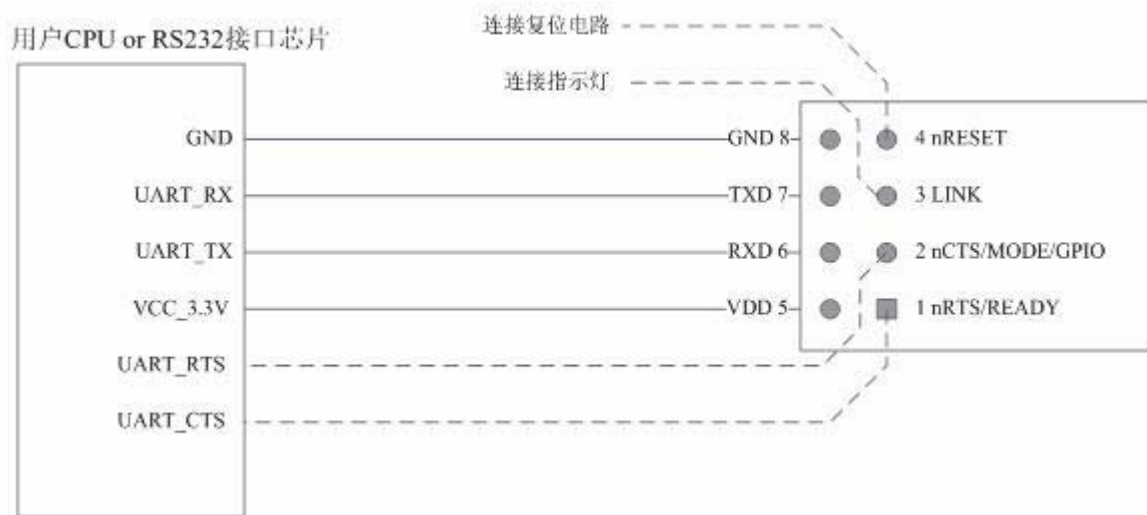 连接复位电路
用户CPU or RS232接口芯片
连接指示灯
GND
GND 8
4 nRESET
UART_RX
TXD 7
3 LINK
UART_TX
RXD 6
2 nCTS/MODE/GPIO
VCC_3.3V
VDD 5
1 nRTS/READY
UART_RTS
UART_CTS